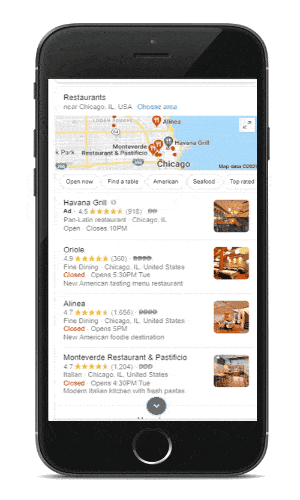 Restaurants
near Chicago, IL, USA · Choose area
LOGAN SQUARE
Alinea
64
Havana Grill
Monteverde
Restaurant & Pastificio
k Park
Chicago
Map data ©202
Open now
Find a table
American
Seafood
Top rated
Havana Grill
Ad · 4.5 (918) ·
Pan-Latin restaurant · Chicago, IL
Open · Closes 10PM
Oriole
4.9 (360) ·
Fine Dining · Chicago, IL, United States
Closed · Opens 5:30PM Tue
New American tasting menu restaurant
Alinea
4.7 (1,656) ·
Fine Dining · Chicago, IL, United States
Closed · Opens 5PM
New American foodie destination
Monteverde Restaurant & Pastificio
4.7 (1,204) ·
Italian · Chicago, IL, United States
Closed · Opens 4:30PM Tue
Modern Italian kitchen with fresh pastas